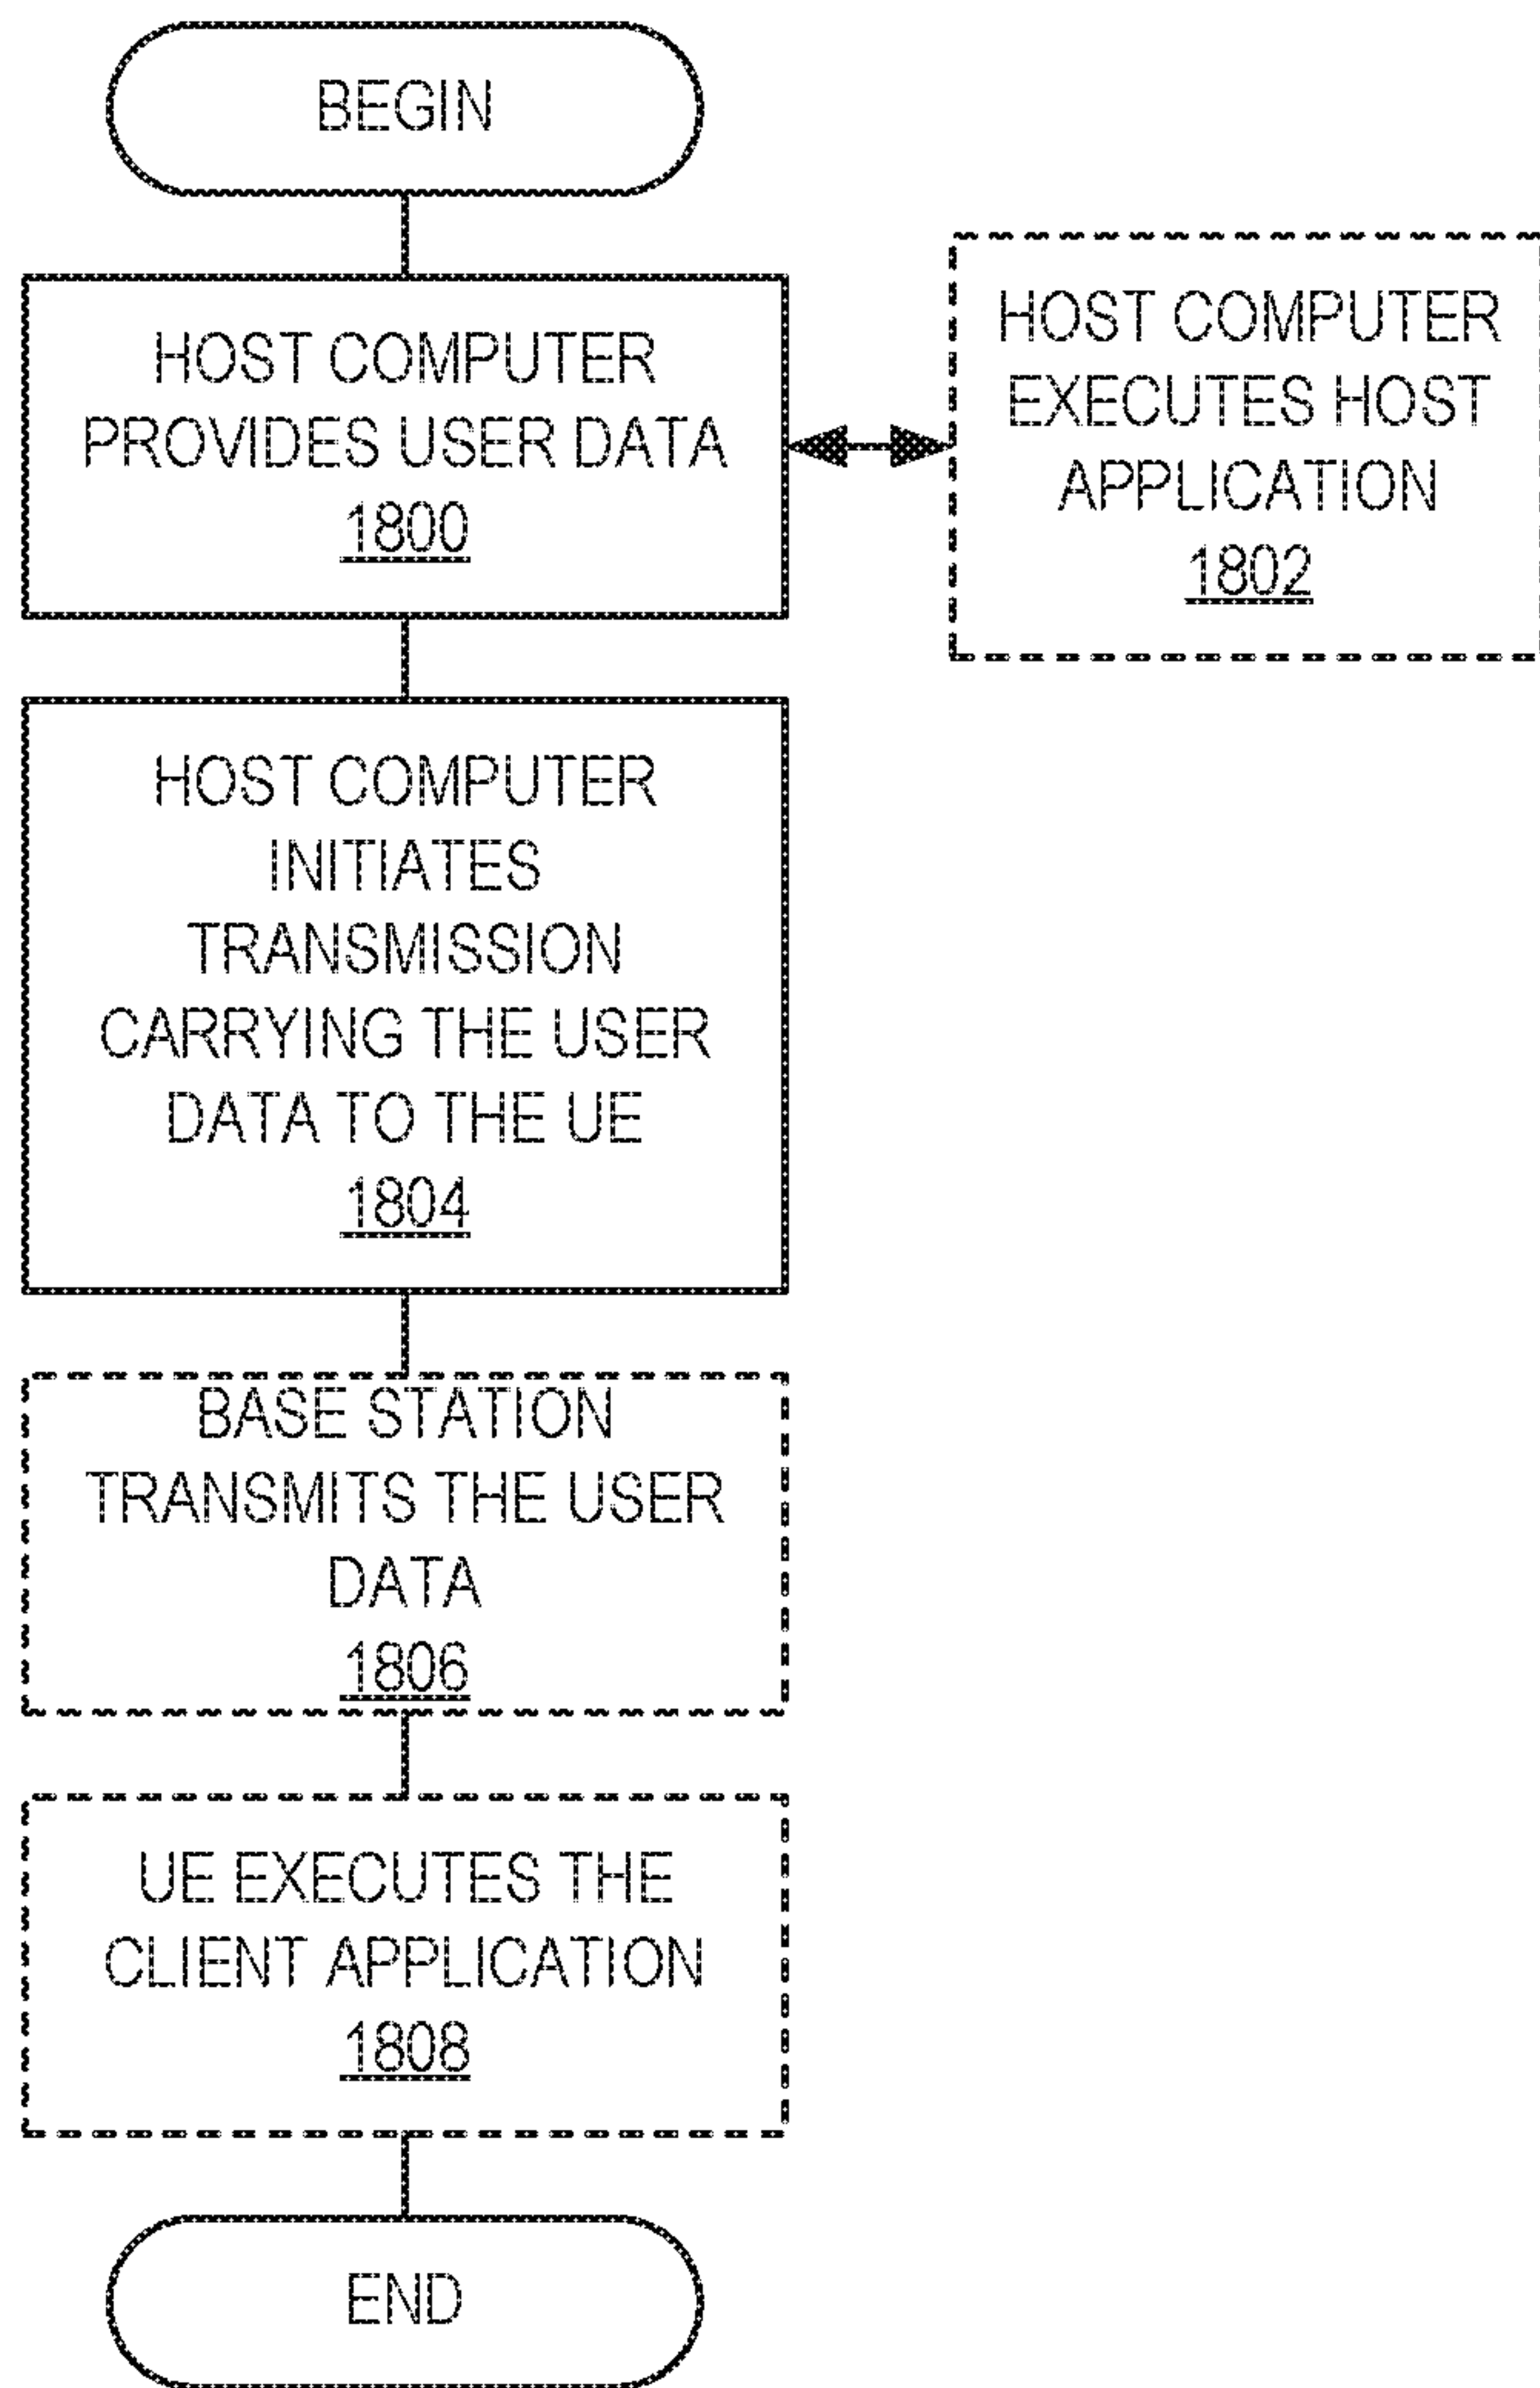 BEGIN
HOST COMPUTER
PROVIDES USER DATA
1800
HOST COMPUTER
EXECUTES HOST
APPLICATION
1802
HOST COMPUTER
INITIATES
TRANSMISSION
CARRYING THE USER
DATA TO THE UE
1804
BASE STATION
TRANSMITS THE USER
DATA
1806
UE EXECUTES THE
CLIENT APPLICATION
1808
END